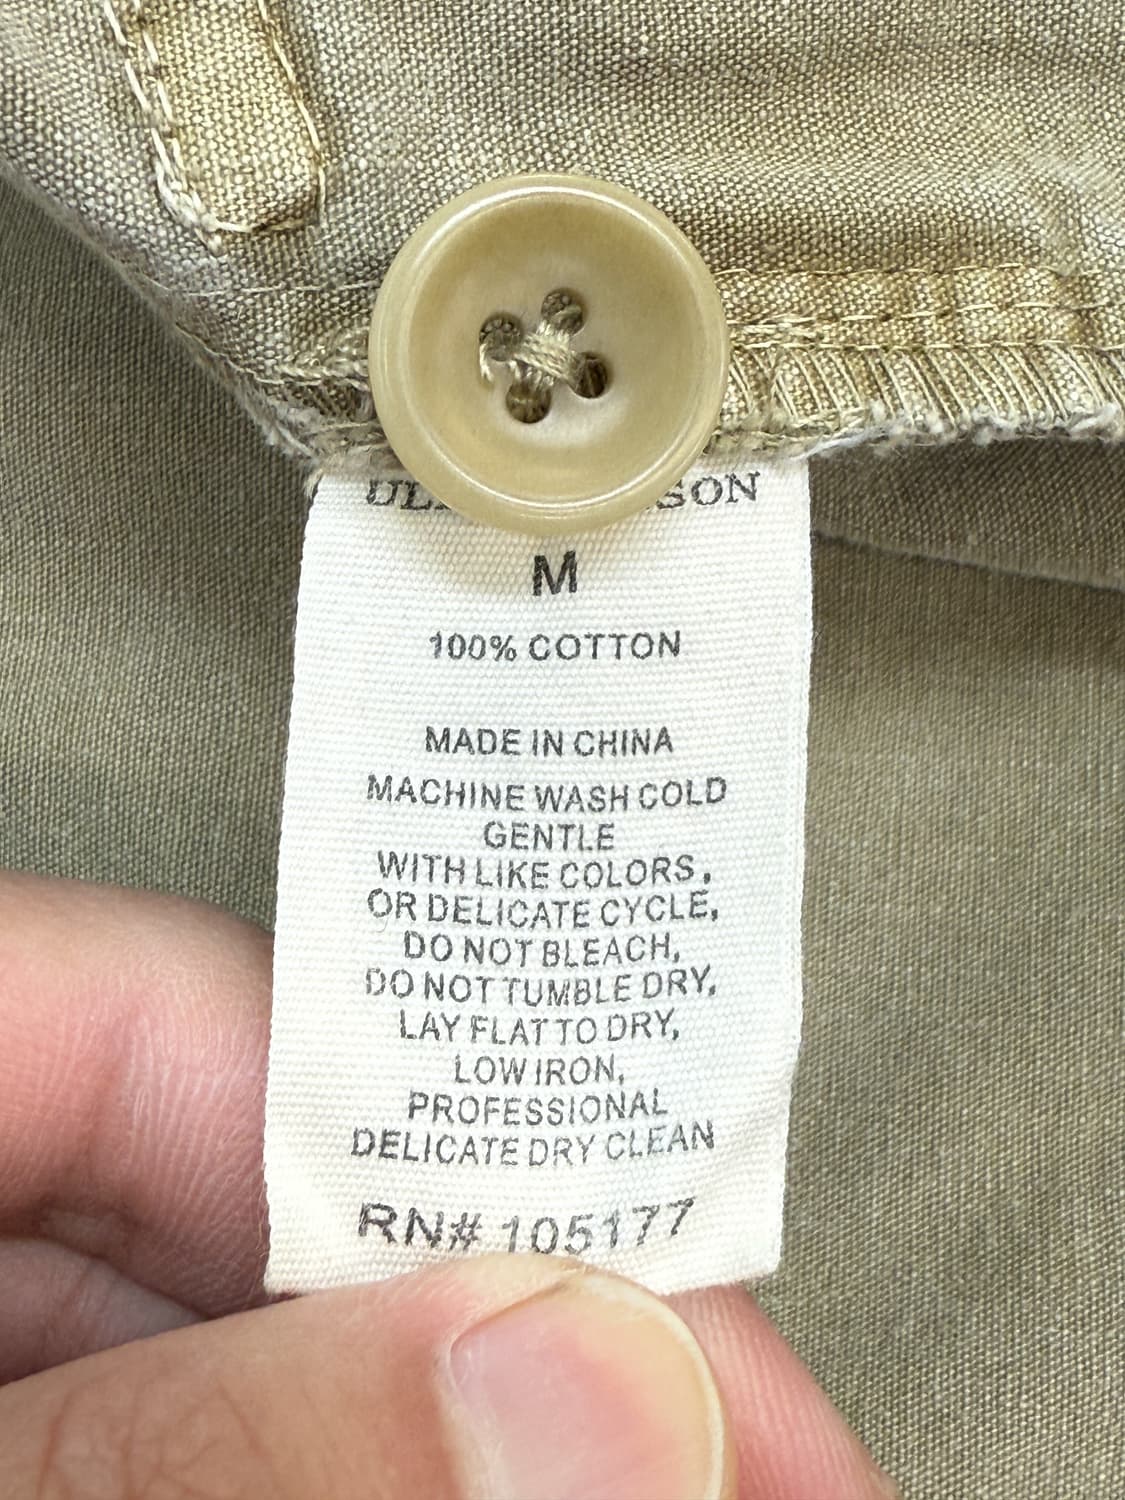 M
100% COTTON
MADE IN CHINA
MACHINE WASH COLD
GENTLE
WITH LIKE COLORS,
OR DELICATE CYCLE,
DO NOT BLEACH,
DO NOT TUMBLE DRY,
LAY FLAT TO DRY,
LOW IRON,
PROFESSIONAL
DELICATE DRY CLEAN
RN# 105177